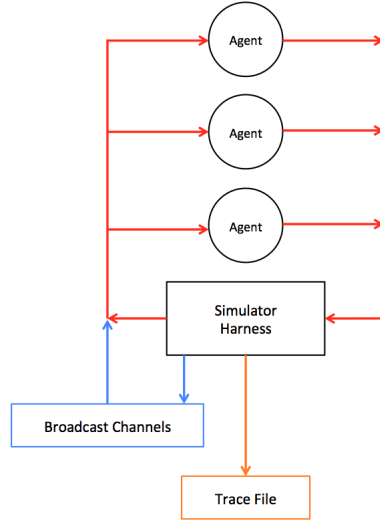 Agent
Agent
Agent
Simulator
Harness
Broadcast Channels
Trace File